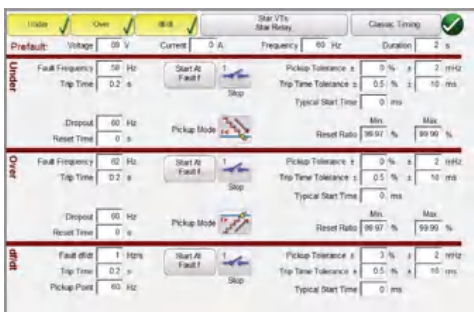 Under Over df/dt Star VTs Star Relay Classic Timing
Prefault: Voltage 69 V Current 0 A Frequency 60 Hz Duration 2 s
Under
Fault Frequency 58 Hz Start At Fault f 1 Stop Pickup Tolerance ± 0 % ± 2 mHz
Trip Time 0.2 s Trip Time Tolerance ± 0.5 % ± 10 ms
Typical Start Time 0 ms
Dropout 60 Hz Pickup Mode Min Max
Reset Time 0 s Reset Ratio 99.97 % 99.99 %
Over
Fault Frequency 62 Hz Start At Fault f 1 Stop Pickup Tolerance ± 0 % ± 2 mHz
Trip Time 0.2 s Trip Time Tolerance ± 0.5 % ± 10 ms
Typical Start Time 0 ms
Dropout 60 Hz Pickup Mode Min Max
Reset Time 0 s Reset Ratio 99.97 % 99.99 %
df/dt
Fault df/dt 1 Hz/s Start At Fault f 1 Stop Pickup Tolerance ± 3 % ± 2 mHz
Trip Time 0.2 s Trip Time Tolerance ± 0.5 % ± 10 ms
Pickup Point 60 Hz Typical Start Time 0 ms